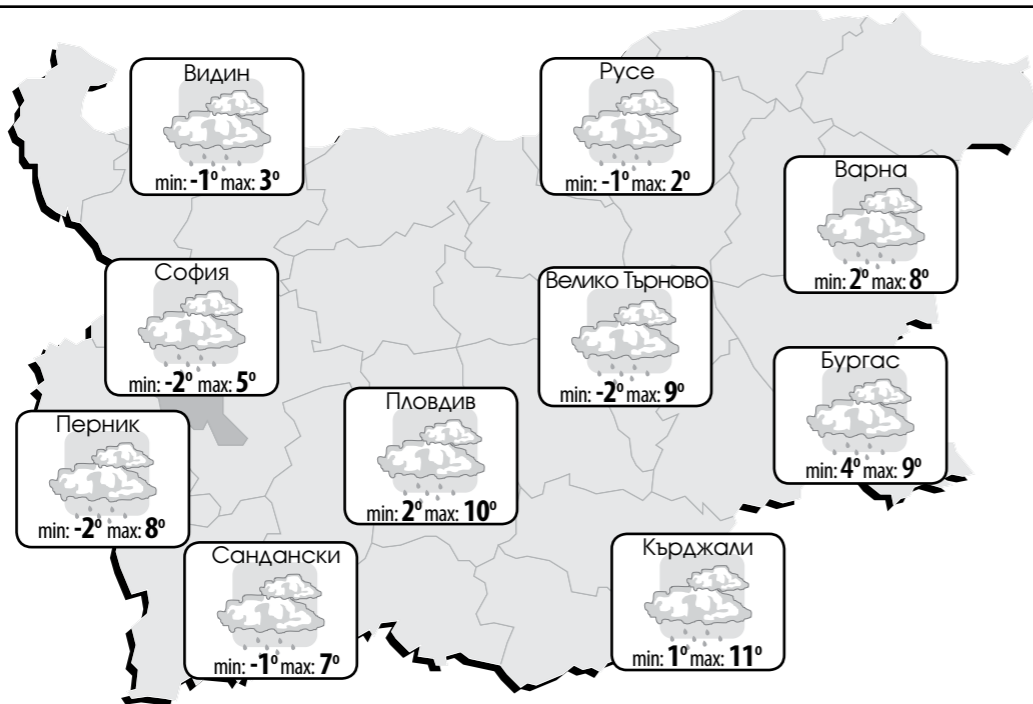 Видин
min: -1° max: 3°
Русе
min: -1° max: 2°
Варна
min: 2° max: 8°
София
min: -2° max: 5°
Велико Търново
min: -2° max: 9°
Бургас
min: 4° max: 9°
Пловдив
min: 2° max: 10°
Перник
min: -2° max: 8°
Сандански
min: -1° max: 7°
Кърджали
min: 1° max: 11°